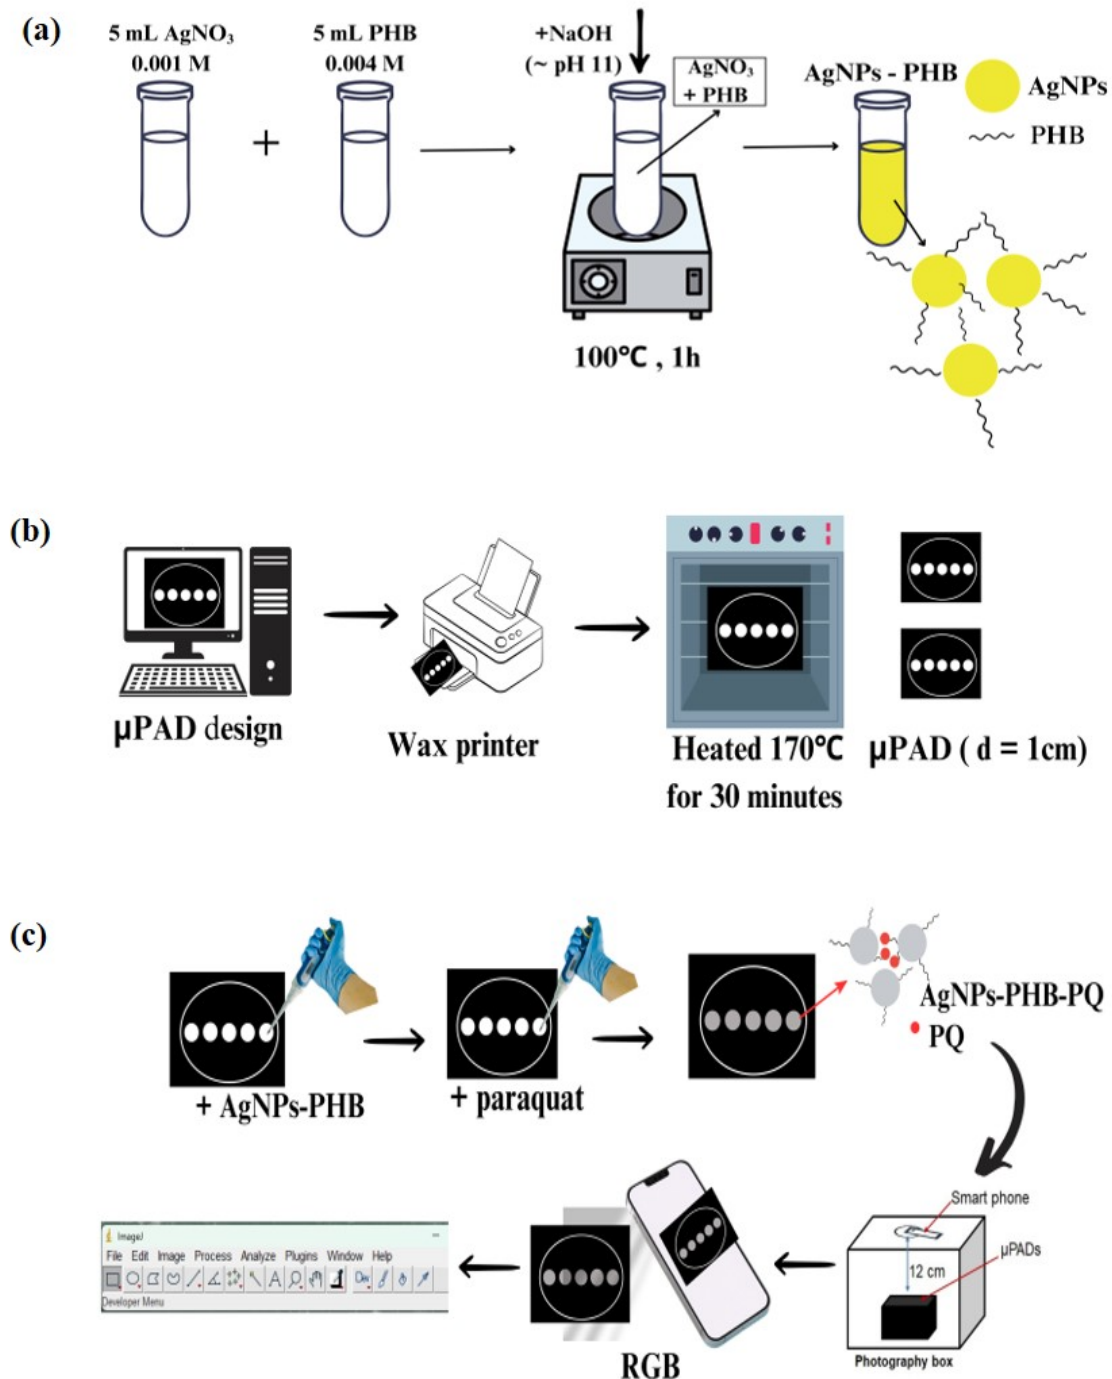 (a)
5 mL AgNO₃
0.001 M
+
5 mL PHB
0.004 M
+NaOH
(~ pH 11)
AgNO₃
+ PHB
100℃ , 1h
AgNPs - PHB
AgNPs
PHB
(b)
μPAD design
Wax printer
Heated 170℃
for 30 minutes
μPAD ( d = 1cm)
(c)
+ AgNPs-PHB
+ paraquat
AgNPs-PHB-PQ
PQ
Smart phone
μPADs
12 cm
Photography box
RGB
ImageJ
File Edit Image Process Analyze Plugins Window Help
A
Dev
Developer Menu